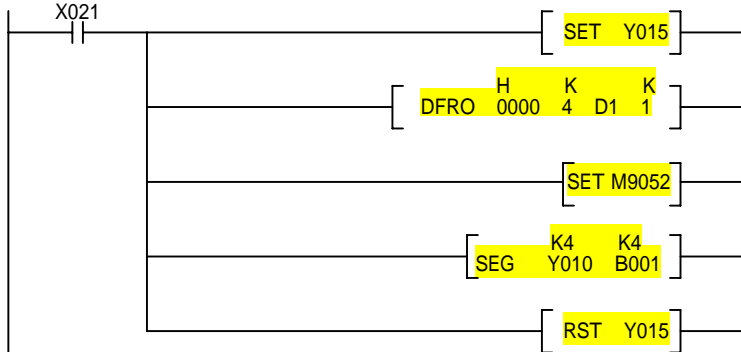 X021
SET Y015
H K K
DFRO 0000 4 D1 1
SET M9052
K4 K4
SEG Y010 B001
RST Y015